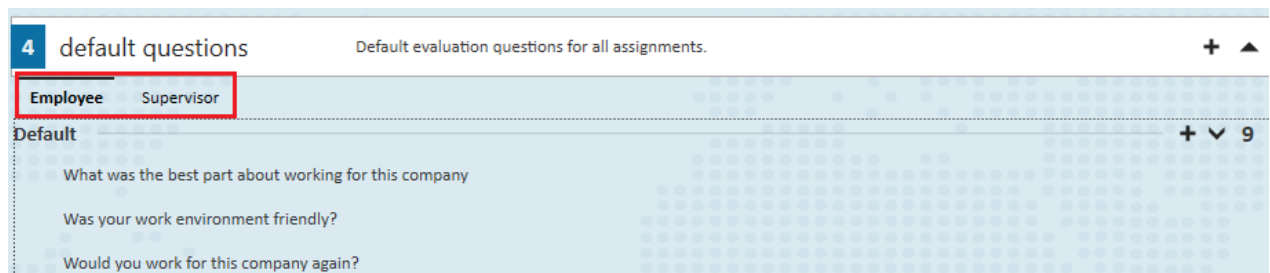 4 default questions Default evaluation questions for all assignments. +
Employee Supervisor
Default + 9
What was the best part about working for this company
Was your work environment friendly?
Would you work for this company again?